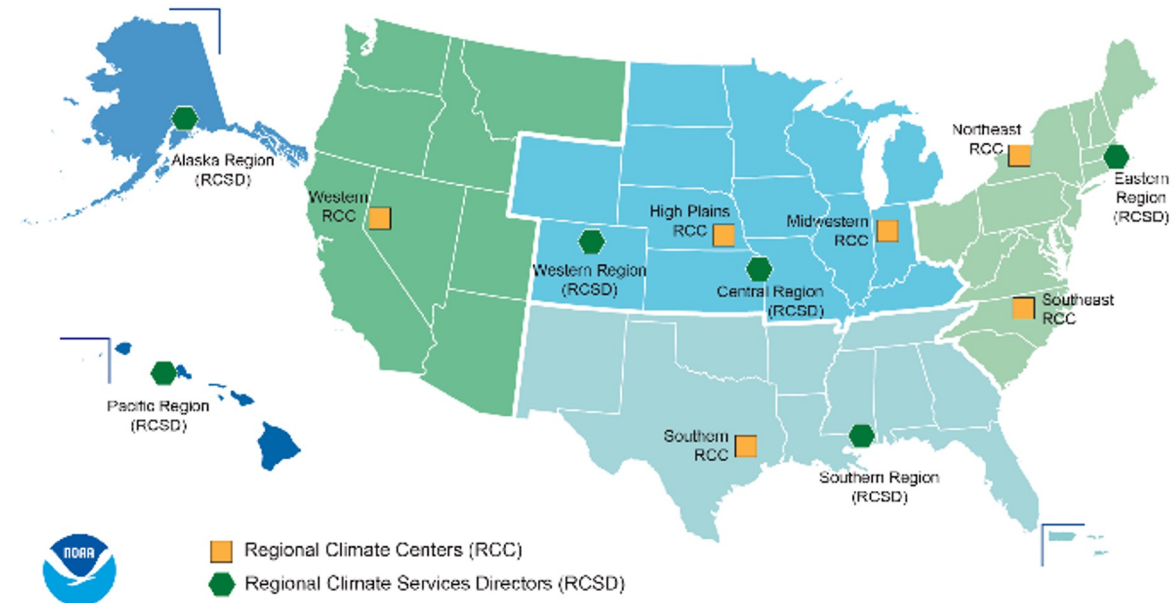 Alaska Region
(RCSD)
Northeast
RCC
Eastern
Region
(RCSD)
Western
RCC
High Plains
RCC
Midwestern
RCC
Western Region
(RCSD)
Central Region
(RCSD)
Southeast
RCC
Pacific Region
(RCSD)
Southern
RCC
Southern Region
(RCSD)
NOAA
Regional Climate Centers (RCC)
Regional Climate Services Directors (RCSD)